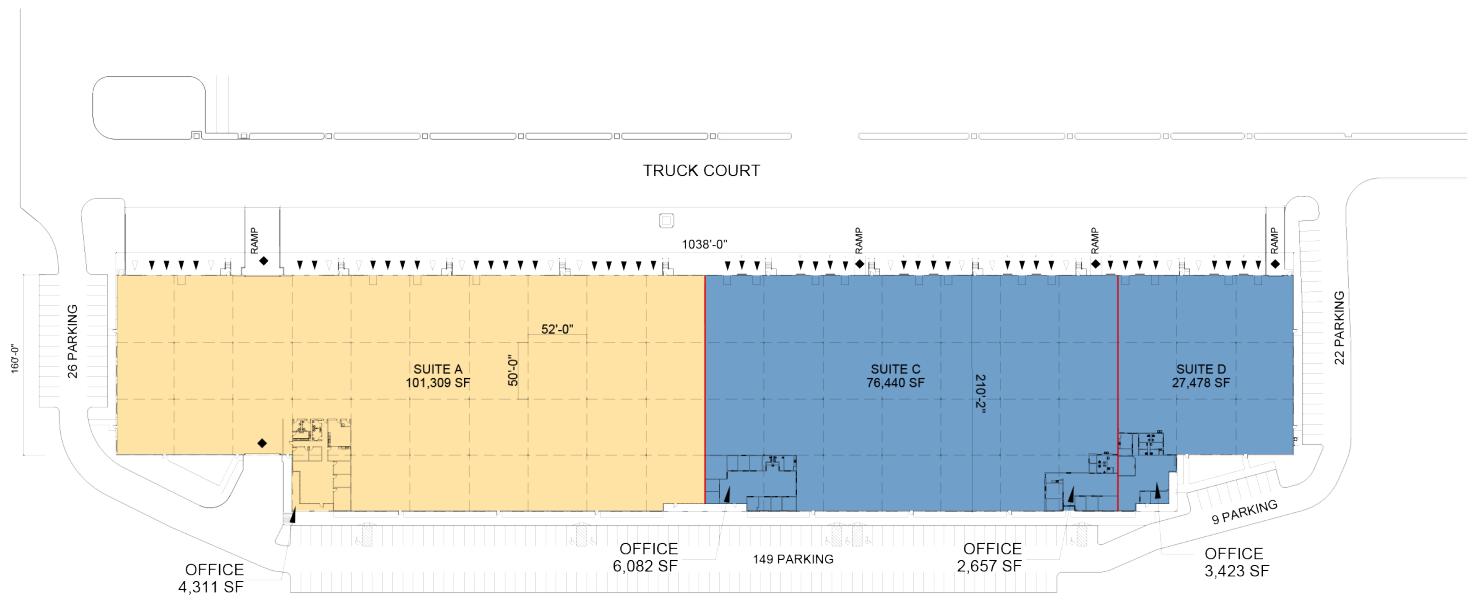 TRUCK COURT
RAMP
1038'-0"
RAMP
RAMP
RAMP
26 PARKING
160'-0"
52'-0"
50'-0"
SUITE A
101,309 SF
SUITE C
76,440 SF
210'-2"
SUITE D
27,478 SF
22 PARKING
9 PARKING
149 PARKING
OFFICE
4,311 SF
OFFICE
6,082 SF
OFFICE
2,657 SF
OFFICE
3,423 SF